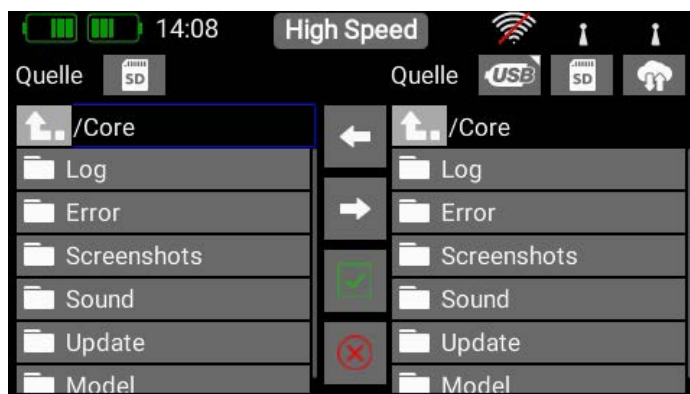 14:08 High Speed
Quelle SD Quelle USB SD
/Core /Core
Log Log
Error Error
Screenshots Screenshots
Sound Sound
Update Update
Model Model